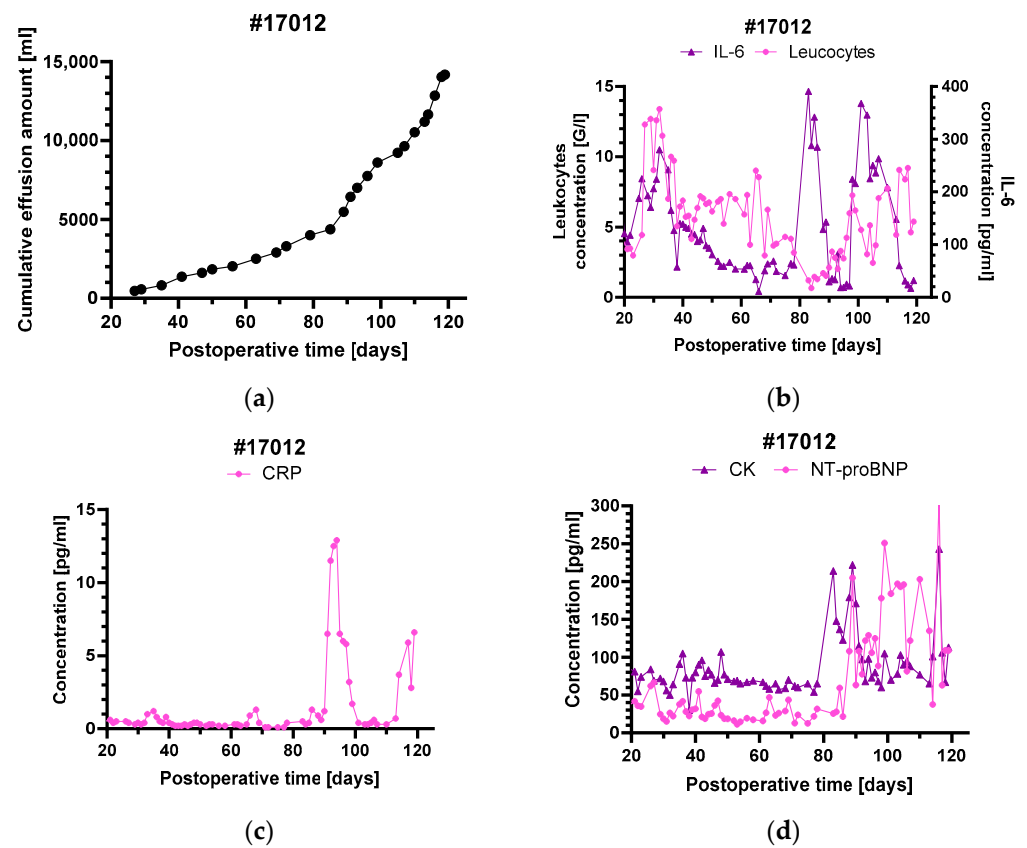 #17012
Cumulative effusion amount [ml]
15,000
10,000
5000
0
0 20 40 60 80 100 120
Postoperative time [days]
(a)
#17012
IL-6 Leucocytes
Leukocytes
concentration [G/l]
15
10
5
0
400
300
200
100
0
IL-6
concentration [pg/ml]
20 40 60 80 100 120
Postoperative time [days]
(b)
#17012
CRP
Concentration [pg/ml]
15
10
5
0
20 40 60 80 100 120
Postoperative time [days]
(c)
#17012
CK NT-proBNP
Concentration [pg/ml]
300
250
200
150
100
50
0
20 40 60 80 100 120
Postoperative time [days]
(d)